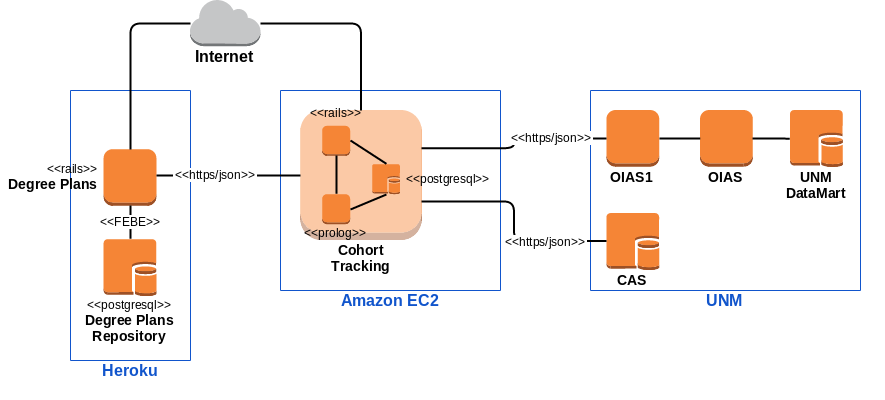 Internet
<<rails>>
<<https/json>>
<<rails>>
Degree Plans
<<https/json>>
<<postgresql>>
OIAS1
OIAS
UNM
DataMart
<<FEBE>>
<<prolog>>
Cohort
Tracking
<<https/json>>
CAS
<<postgresql>>
Degree Plans
Repository
Amazon EC2
UNM
Heroku